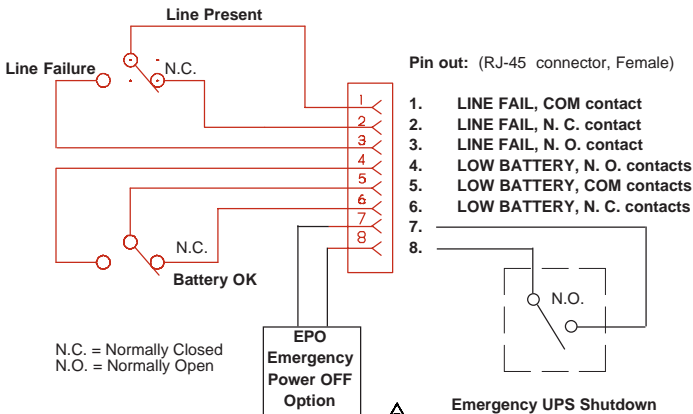 Line Present
Line Failure
N.C.
Pin out: (RJ-45 connector, Female)
1
2
3
4
5
6
7
8
1. LINE FAIL, COM contact
2. LINE FAIL, N. C. contact
3. LINE FAIL, N. O. contact
4. LOW BATTERY, N. O. contacts
5. LOW BATTERY, COM contacts
6. LOW BATTERY, N. C. contacts
7.
8.
N.C.
Battery OK
N.O.
N.C. = Normally Closed
N.O. = Normally Open
EPO
Emergency
Power OFF
Option
Emergency UPS Shutdown